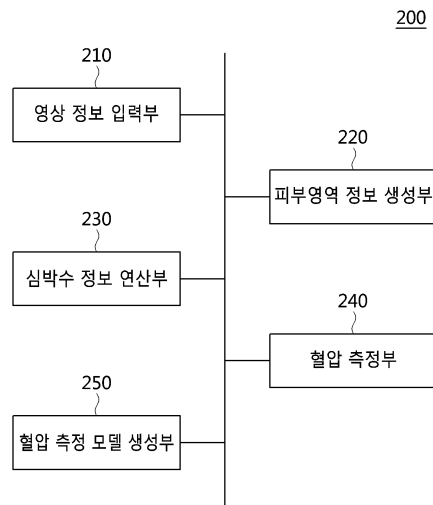 200
210
영상 정보 입력부
220
피부영역 정보 생성부
230
심박수 정보 연산부
240
혈압 측정부
250
혈압 측정 모델 생성부